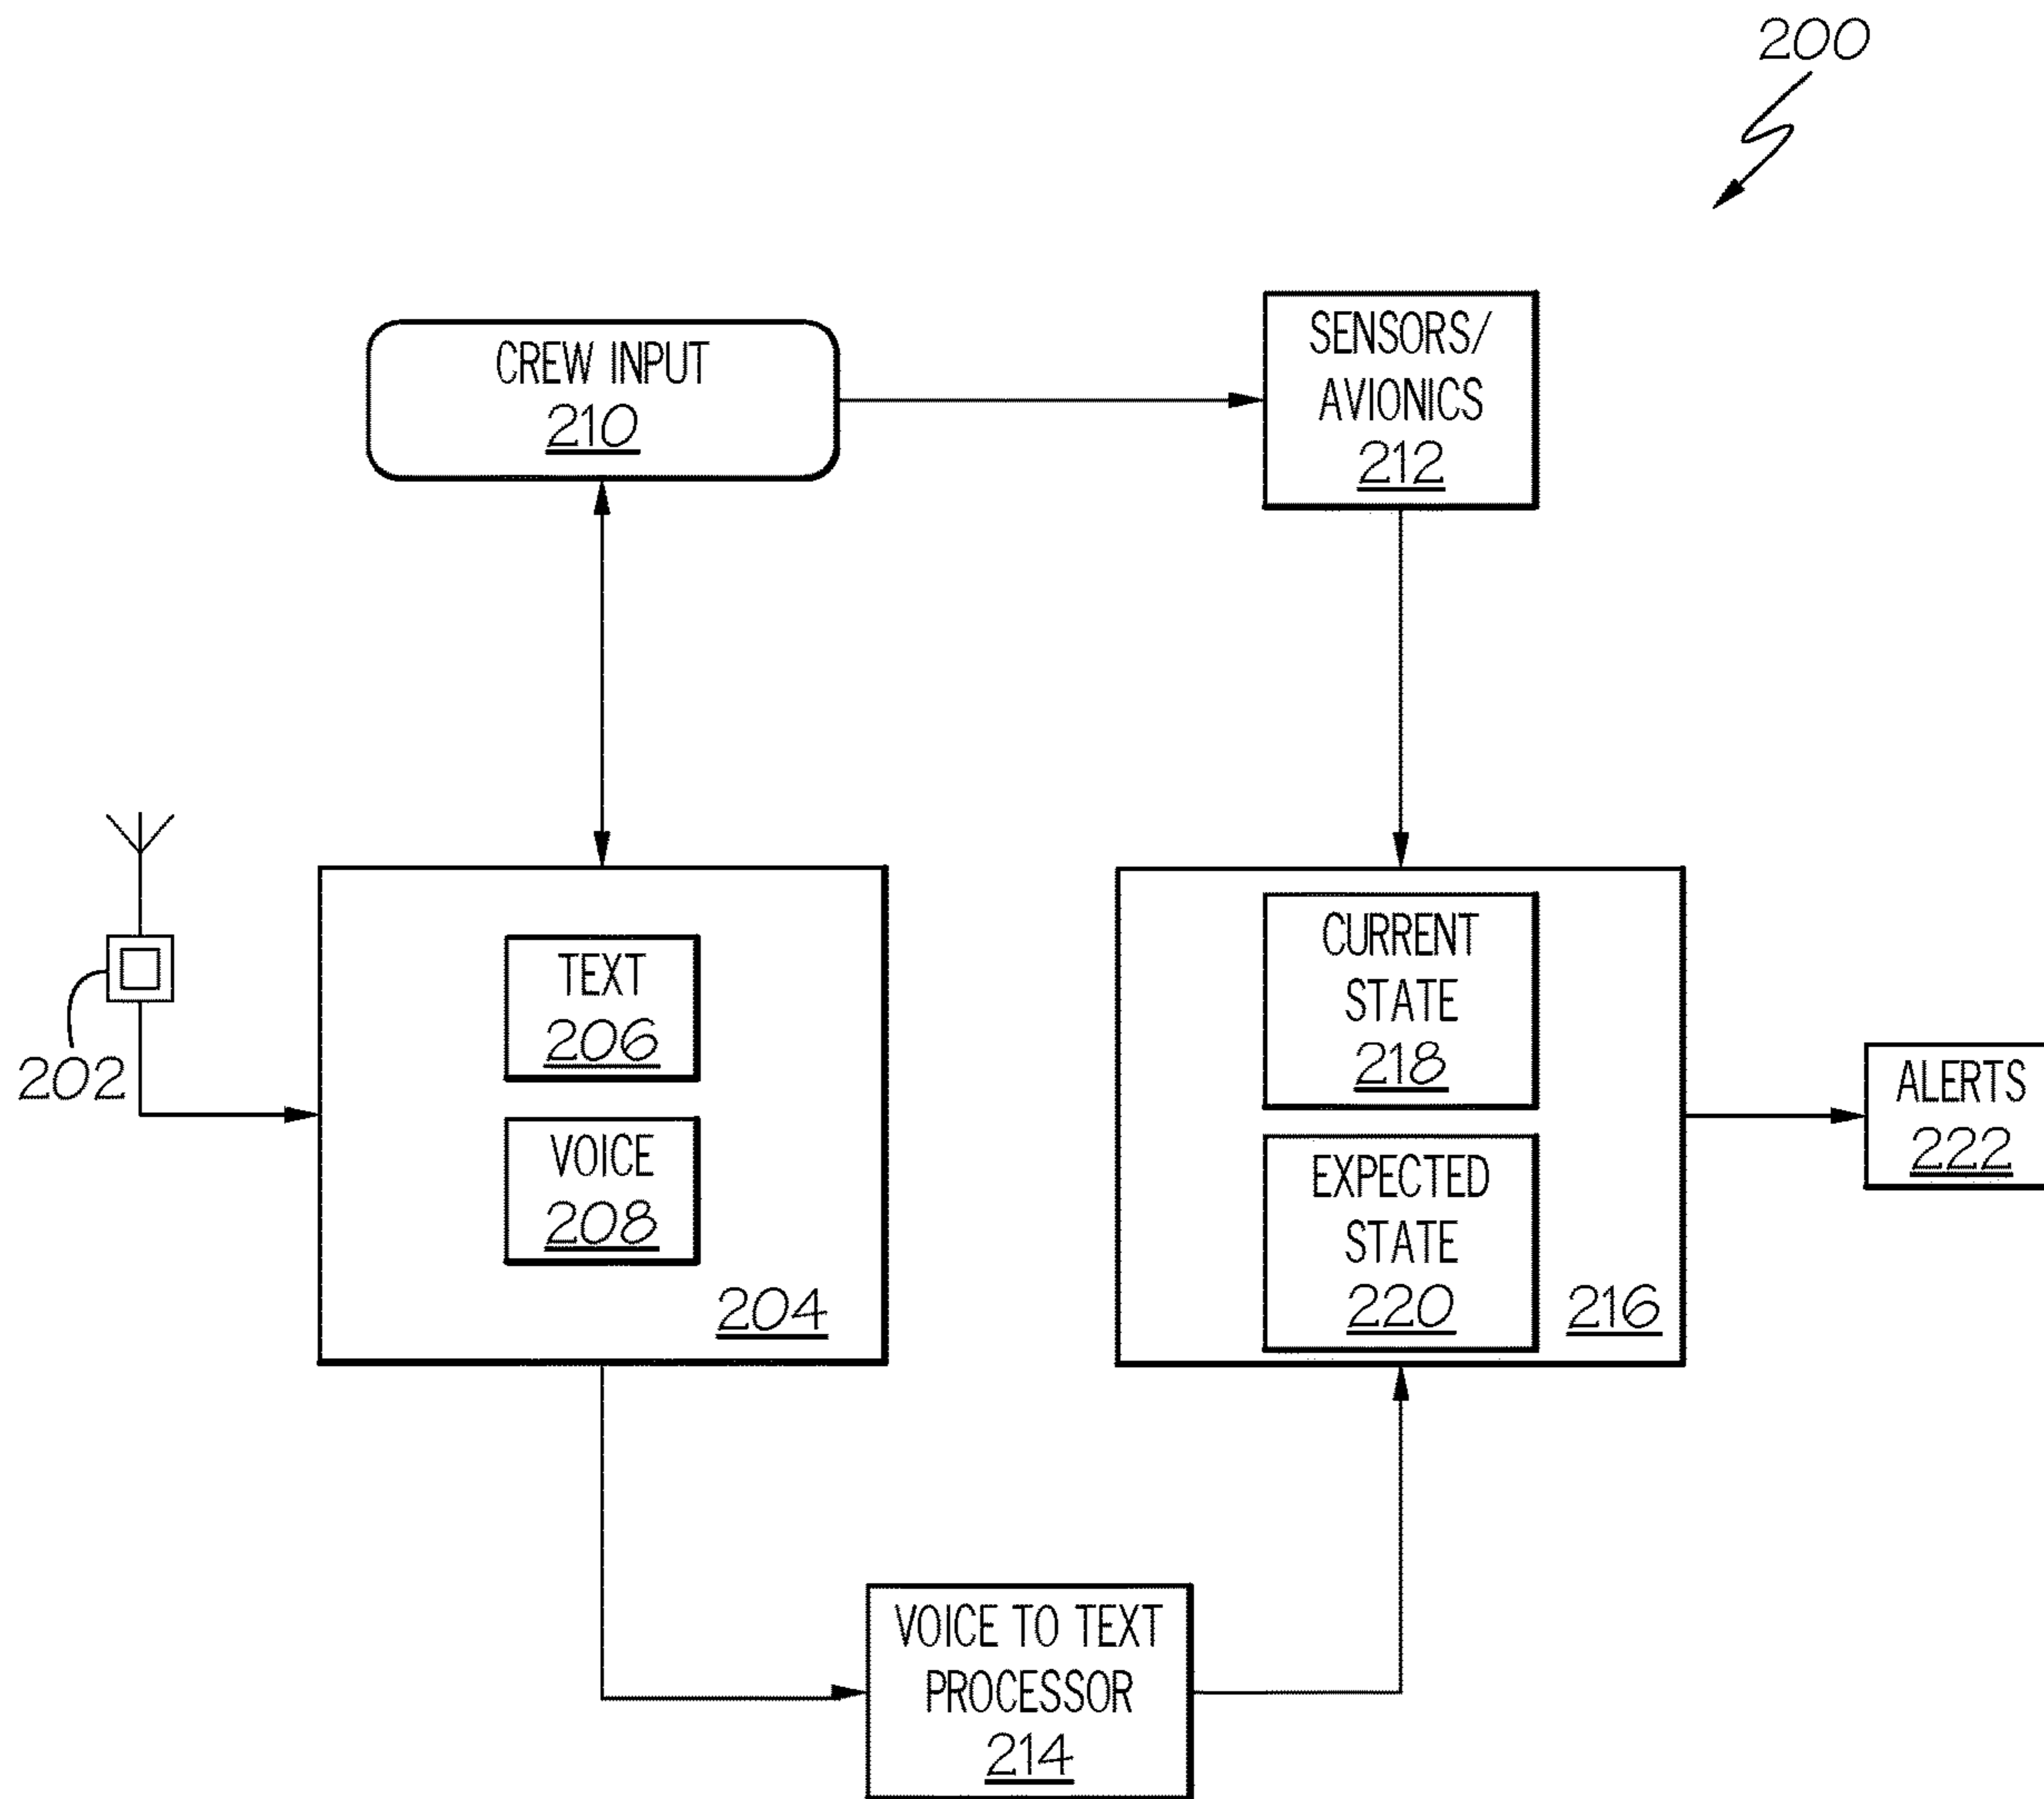 200
CREW INPUT
210
SENSORS/
AVIONICS
212
202
TEXT
206
VOICE
208
204
CURRENT
STATE
218
EXPECTED
STATE
220
216
ALERTS
222
VOICE TO TEXT
PROCESSOR
214